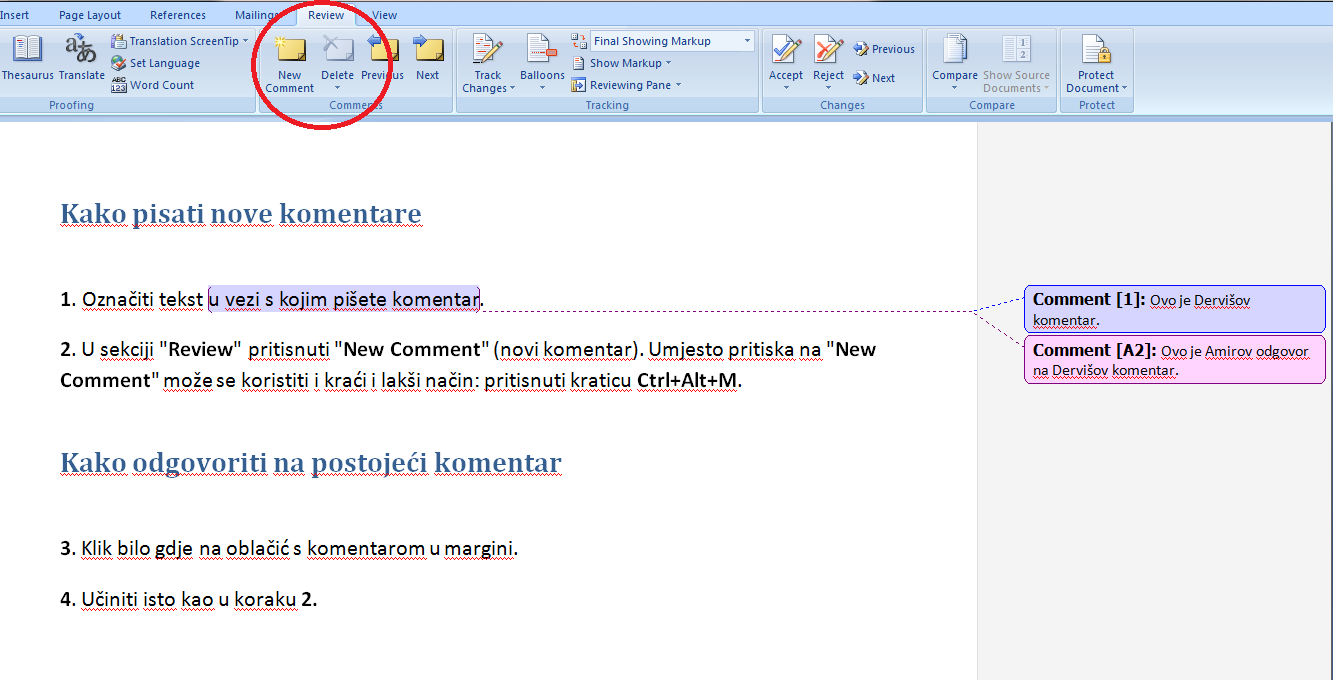 Insert Page Layout References Mailings Review View
Thesaurus Translate Translation ScreenTip
Set Language
ABC 123 Word Count
Proofing
New Comment Delete Previous Next
Comments
Track Changes Balloons Final Showing Markup
Show Markup
Reviewing Pane
Tracking
Accept Reject Previous
Next
Changes
Compare Show Source Documents
1
2
Compare
Protect Document
Protect
Kako pisati nove komentare
1. Označiti tekst u vezi s kojim pišete komentar.
Comment [1]: Ovo je Dervišov
komentar.
Comment [A2]: Ovo je Amirov odgovor
na Dervišov komentar.
2. U sekciji "Review" pritisnuti "New Comment" (novi komentar). Umjesto pritiska na "New
Comment" može se koristiti i kraći i lakši način: pritisnuti kraticu Ctrl+Alt+M.
Kako odgovoriti na postojeći komentar
3. Klik bilo gdje na oblačić s komentarom u margini.
4. Učiniti isto kao u koraku 2.